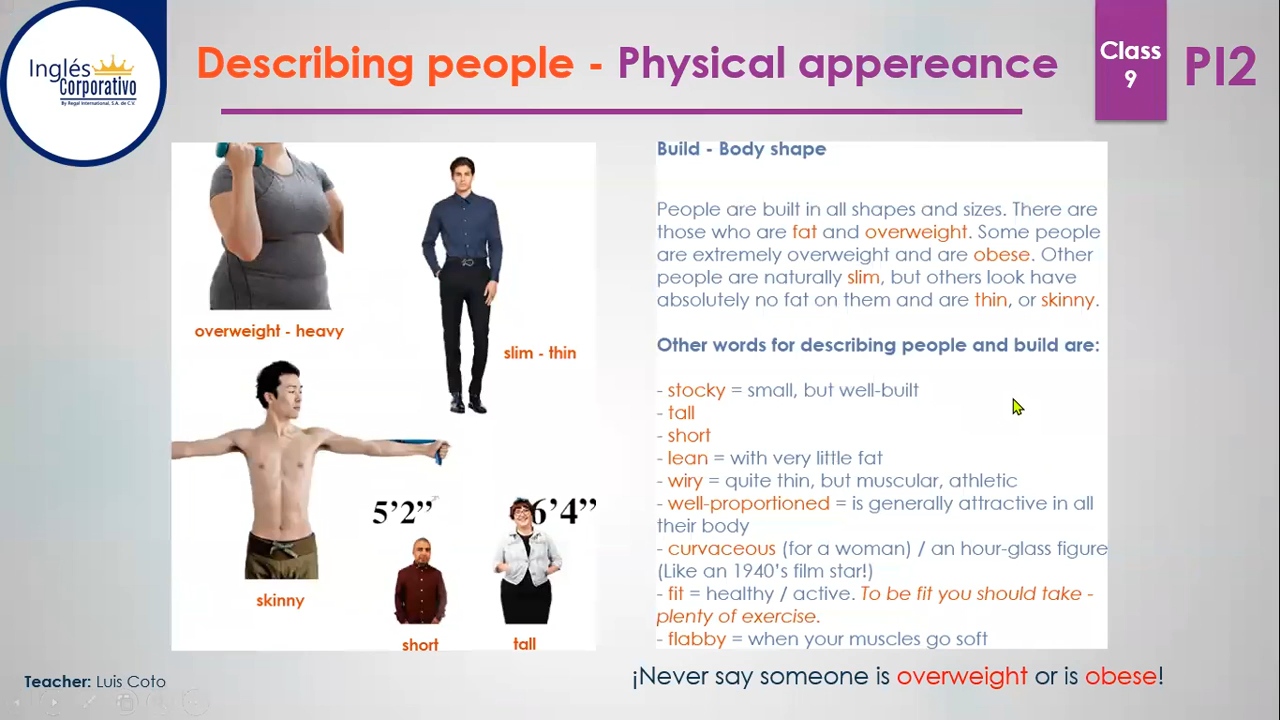 Inglés
Corporativo
By Regal International, S.A. de C.V.
Describing people - Physical appereance
Class
9
PI2
overweight - heavy
slim - thin
skinny
5'2"
6'4"
short
tall
Build - Body shape
People are built in all shapes and sizes. There are
those who are fat and overweight. Some people
are extremely overweight and are obese. Other
people are naturally slim, but others look have
absolutely no fat on them and are thin, or skinny.
Other words for describing people and build are:
- stocky = small, but well-built
- tall
- short
- lean = with very little fat
- wiry = quite thin, but muscular, athletic
- well-proportioned = is generally attractive in all
their body
- curvaceous (for a woman) / an hour-glass figure
(Like an 1940's film star!)
- fit = healthy / active. To be fit you should take -
plenty of exercise.
- flabby = when your muscles go soft
¡Never say someone is overweight or is obese!
Teacher: Luis Coto